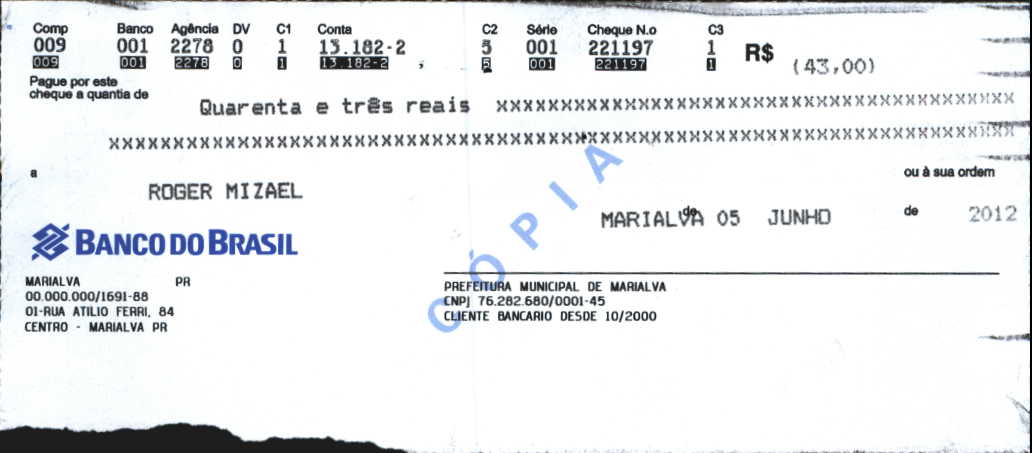 Comp Banco Agência DV C1 Conta C2 Série Cheque N.o C3
009 001 2278 0 1 13.182-2 5 001 221197 1 R$ (43,00)
009 001 2278 0 1 13.182-2 , 5 001 221197 1
Pague por este
cheque a quantia de
Quarenta e três reais XXXXXXXXXXXXXXXXXXXXXXXXXXXXXXXXXXXXXXXXXXXXXXXX
XXXXXXXXXXXXXXXXXXXXXXXXXXXXXXXXXXXXXXXXXXXXXXXXXXXXXXXXXXXXXXXXXXXXXXXXXXXXXXXXXXXX
a ou à sua ordem
ROGER MIZAEL
MARIALVA de 05 JUNHO de 2012
BANCO DO BRASIL
MARIALVA PR
00.000.000/1691-88
01-RUA ATILIO FERRI, 84
CENTRO - MARIALVA PR
PREFEITURA MUNICIPAL DE MARIALVA
CNPJ 76.282.680/0001-45
CLIENTE BANCARIO DESDE 10/2000
CÓPIA